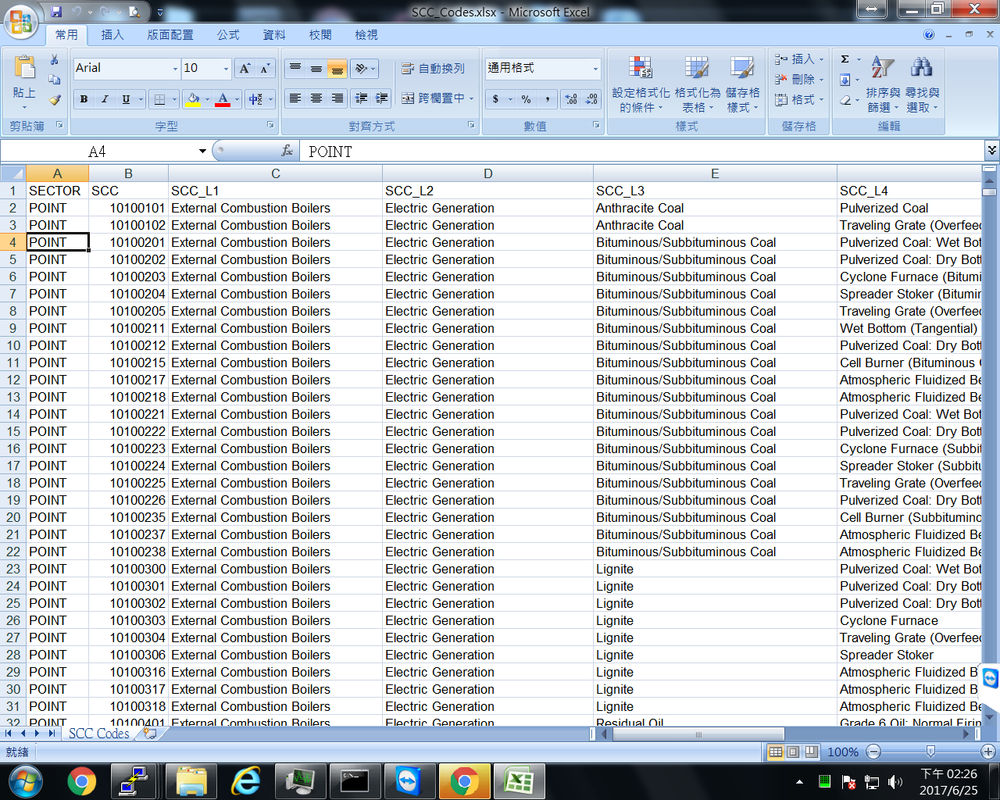 SCC_Codes.xlsx - Microsoft Excel
常用 插入 版面配置 公式 資料 校閱 檢視
貼上
剪貼簿
Arial 10
B I U
中
字型
自動換列
跨欄置中
對齊方式
通用格式
$ % ,
數值
設定格式化的條件
格式化為表格
儲存格樣式
樣式
插入
刪除
格式
儲存格
排序與篩選
尋找與選取
編輯
A4 fx POINT
A B C D E
1 SECTOR SCC SCC_L1 SCC_L2 SCC_L3 SCC_L4
2 POINT 10100101 External Combustion Boilers Electric Generation Anthracite Coal Pulverized Coal
3 POINT 10100102 External Combustion Boilers Electric Generation Anthracite Coal Traveling Grate (Overfeed
4 POINT 10100201 External Combustion Boilers Electric Generation Bituminous/Subbituminous Coal Pulverized Coal: Wet Bot
5 POINT 10100202 External Combustion Boilers Electric Generation Bituminous/Subbituminous Coal Pulverized Coal: Dry Bott
6 POINT 10100203 External Combustion Boilers Electric Generation Bituminous/Subbituminous Coal Cyclone Furnace (Bitumi
7 POINT 10100204 External Combustion Boilers Electric Generation Bituminous/Subbituminous Coal Spreader Stoker (Bitumin
8 POINT 10100205 External Combustion Boilers Electric Generation Bituminous/Subbituminous Coal Traveling Grate (Overfeed
9 POINT 10100211 External Combustion Boilers Electric Generation Bituminous/Subbituminous Coal Wet Bottom (Tangential)
10 POINT 10100212 External Combustion Boilers Electric Generation Bituminous/Subbituminous Coal Pulverized Coal: Dry Bott
11 POINT 10100215 External Combustion Boilers Electric Generation Bituminous/Subbituminous Coal Cell Burner (Bituminous
12 POINT 10100217 External Combustion Boilers Electric Generation Bituminous/Subbituminous Coal Atmospheric Fluidized Be
13 POINT 10100218 External Combustion Boilers Electric Generation Bituminous/Subbituminous Coal Atmospheric Fluidized Be
14 POINT 10100221 External Combustion Boilers Electric Generation Bituminous/Subbituminous Coal Pulverized Coal: Wet Bot
15 POINT 10100222 External Combustion Boilers Electric Generation Bituminous/Subbituminous Coal Pulverized Coal: Dry Bott
16 POINT 10100223 External Combustion Boilers Electric Generation Bituminous/Subbituminous Coal Cyclone Furnace (Subbit
17 POINT 10100224 External Combustion Boilers Electric Generation Bituminous/Subbituminous Coal Spreader Stoker (Subbitu
18 POINT 10100225 External Combustion Boilers Electric Generation Bituminous/Subbituminous Coal Traveling Grate (Overfeed
19 POINT 10100226 External Combustion Boilers Electric Generation Bituminous/Subbituminous Coal Pulverized Coal: Dry Bott
20 POINT 10100235 External Combustion Boilers Electric Generation Bituminous/Subbituminous Coal Cell Burner (Subbitumino
21 POINT 10100237 External Combustion Boilers Electric Generation Bituminous/Subbituminous Coal Atmospheric Fluidized Be
22 POINT 10100238 External Combustion Boilers Electric Generation Bituminous/Subbituminous Coal Atmospheric Fluidized Be
23 POINT 10100300 External Combustion Boilers Electric Generation Lignite Pulverized Coal: Wet Bot
24 POINT 10100301 External Combustion Boilers Electric Generation Lignite Pulverized Coal: Dry Bott
25 POINT 10100302 External Combustion Boilers Electric Generation Lignite Pulverized Coal: Dry Bott
26 POINT 10100303 External Combustion Boilers Electric Generation Lignite Cyclone Furnace
27 POINT 10100304 External Combustion Boilers Electric Generation Lignite Traveling Grate (Overfeed
28 POINT 10100306 External Combustion Boilers Electric Generation Lignite Spreader Stoker
29 POINT 10100316 External Combustion Boilers Electric Generation Lignite Atmospheric Fluidized B
30 POINT 10100317 External Combustion Boilers Electric Generation Lignite Atmospheric Fluidized B
31 POINT 10100318 External Combustion Boilers Electric Generation Lignite Atmospheric Fluidized Be
32 POINT 10100401 External Combustion Boilers Electric Generation Residual Oil Grade 6 Oil: Normal Firin
SCC Codes
就緒 100%
下午 02:26
2017/6/25